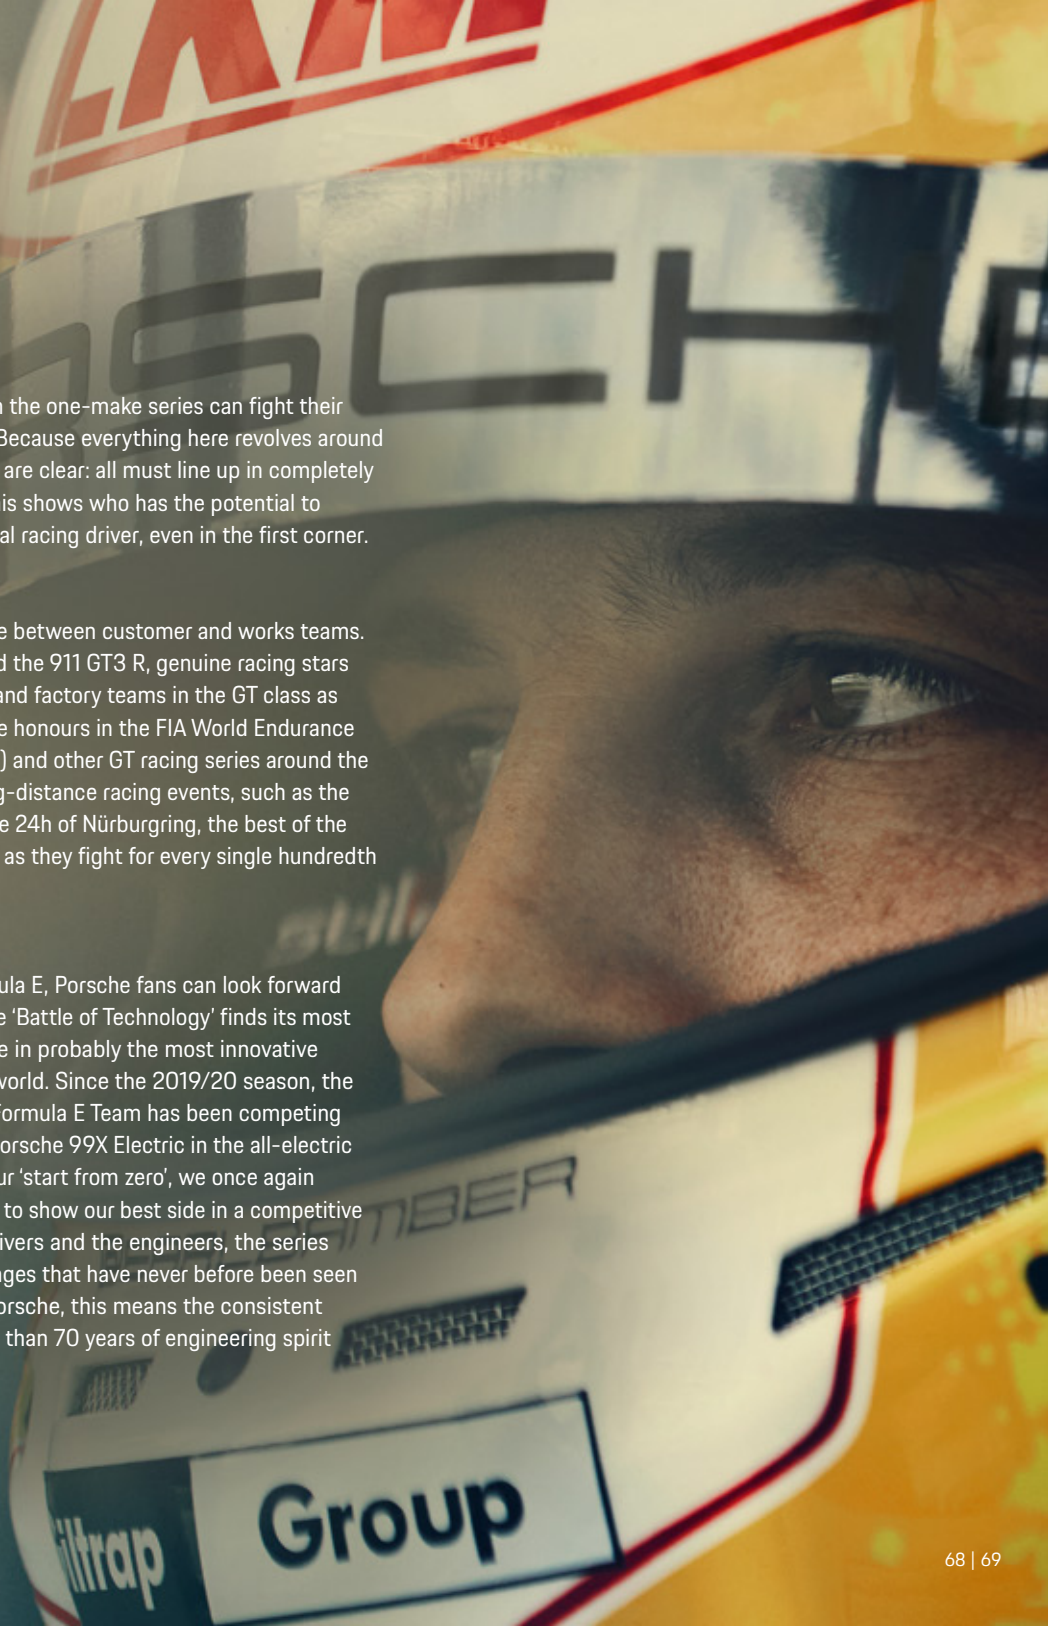 the one-make series can fight their
Because everything here revolves around
are clear: all must line up in completely
shows who has the potential to
racing driver, even in the first corner.
between customer and works teams.
the 911 GT3 R, genuine racing stars
and factory teams in the GT class as
honours in the FIA World Endurance
) and other GT racing series around the
g-distance racing events, such as the
24h of Nürburgring, the best of the
as they fight for every single hundredth
ula E, Porsche fans can look forward
‘Battle of Technology’ finds its most
in probably the most innovative
world. Since the 2019/20 season, the
Formula E Team has been competing
Porsche 99X Electric in the all-electric
‘start from zero’, we once again
to show our best side in a competitive
ivers and the engineers, the series
nges that have never before been seen
orsche, this means the consistent
than 70 years of engineering spirit
Group
68 | 69